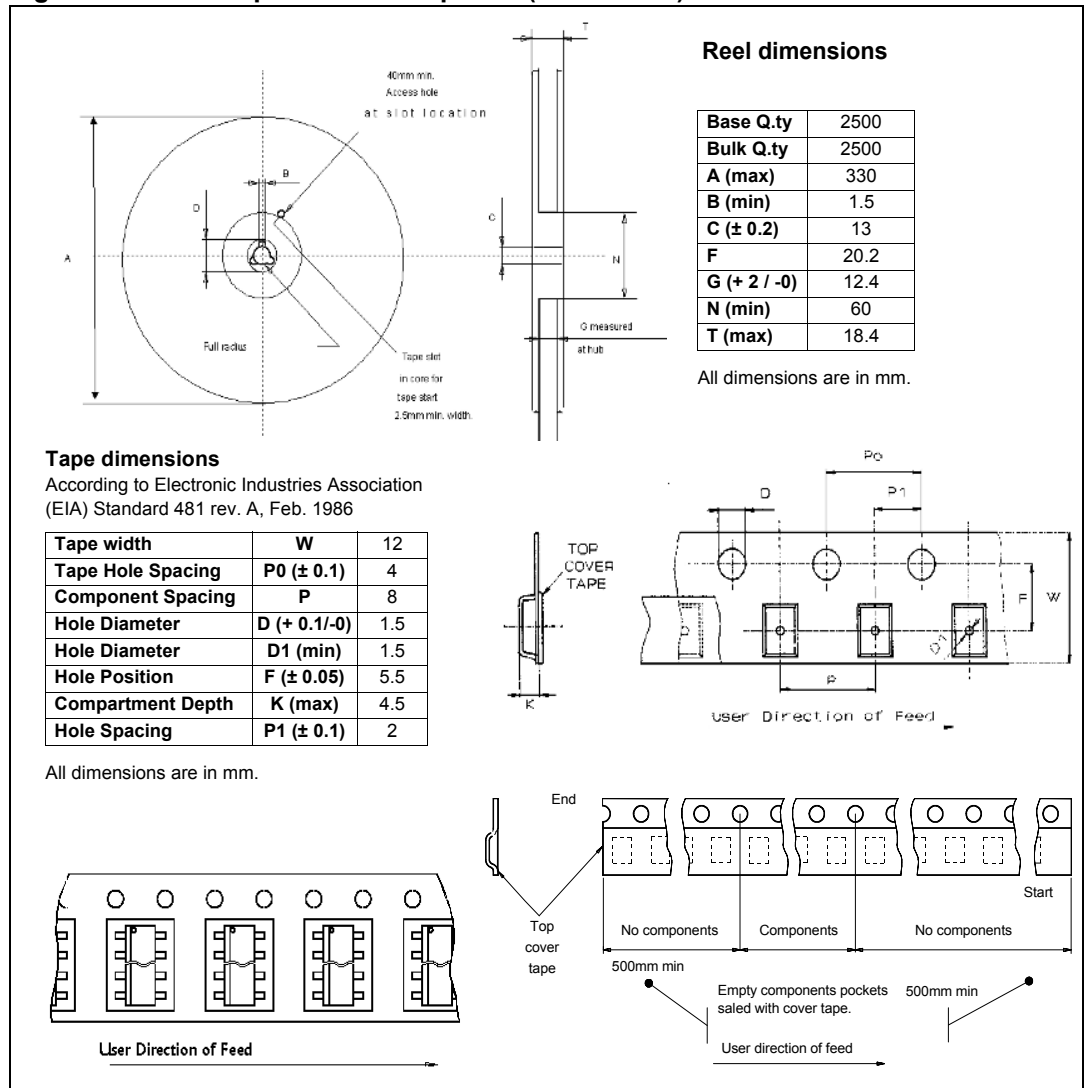 T
Reel dimensions
40mm min.
Access hole
at slot location
B
D
A
C
N
Full radius
Tape slot
in core for
tape start
2.5mm min. width.
G measured
at hub
Base Q.ty 2500
Bulk Q.ty 2500
A (max) 330
B (min) 1.5
C (± 0.2) 13
F 20.2
G (+ 2 / -0) 12.4
N (min) 60
T (max) 18.4
All dimensions are in mm.
Tape dimensions
According to Electronic Industries Association
(EIA) Standard 481 rev. A, Feb. 1986
Tape width W 12
Tape Hole Spacing P0 (± 0.1) 4
Component Spacing P 8
Hole Diameter D (+ 0.1/-0) 1.5
Hole Diameter D1 (min) 1.5
Hole Position F (± 0.05) 5.5
Compartment Depth K (max) 4.5
Hole Spacing P1 (± 0.1) 2
All dimensions are in mm.
Po
D
P1
TOP
COVER
TAPE
F
W
D1
P
K
User Direction of Feed
End
Start
Top
cover
tape
No components
Components
No components
500mm min
Empty components pockets
saled with cover tape.
500mm min
User direction of feed
User Direction of Feed